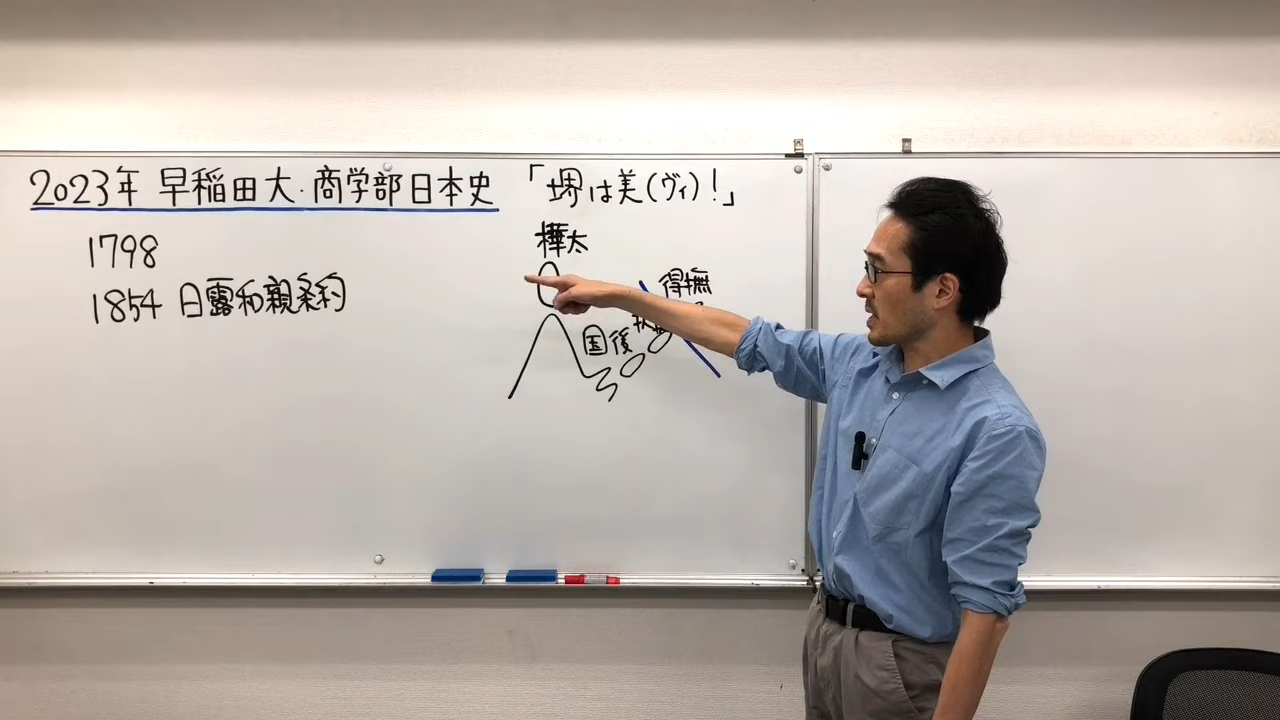 2023年 早稲田大・商学部日本史
「堺は美(ヴィ)!」
1798
1854 日露和親条約
樺太
得撫
国後